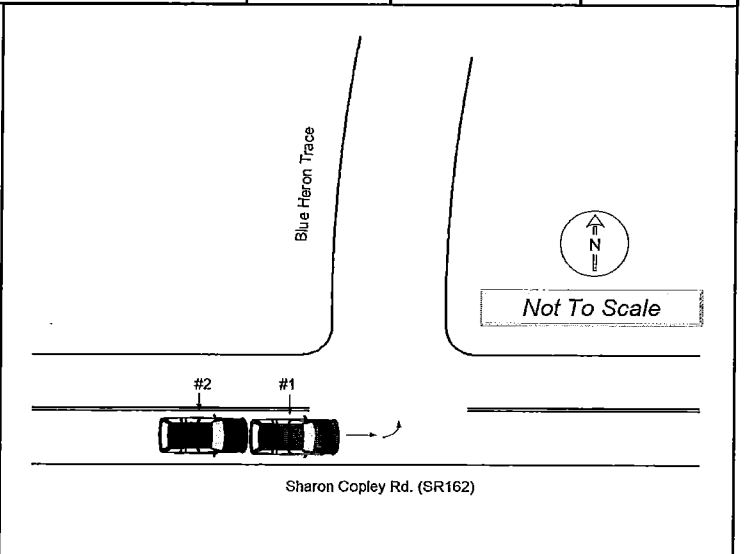 Blue Heron Trace
N
Not To Scale
#2 #1
Sharon Copley Rd. (SR162)